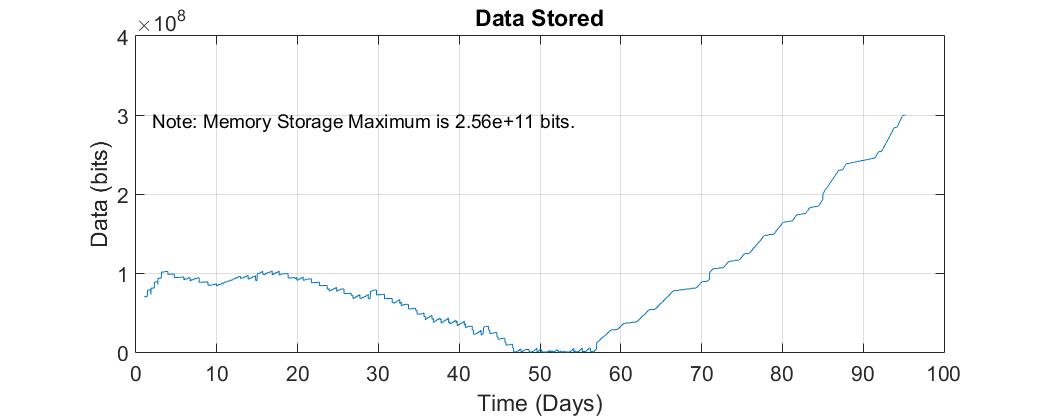 Data Stored
×10^8
4
3
2
1
0
Note: Memory Storage Maximum is 2.56e+11 bits.
Data (bits)
0 10 20 30 40 50 60 70 80 90 100
Time (Days)